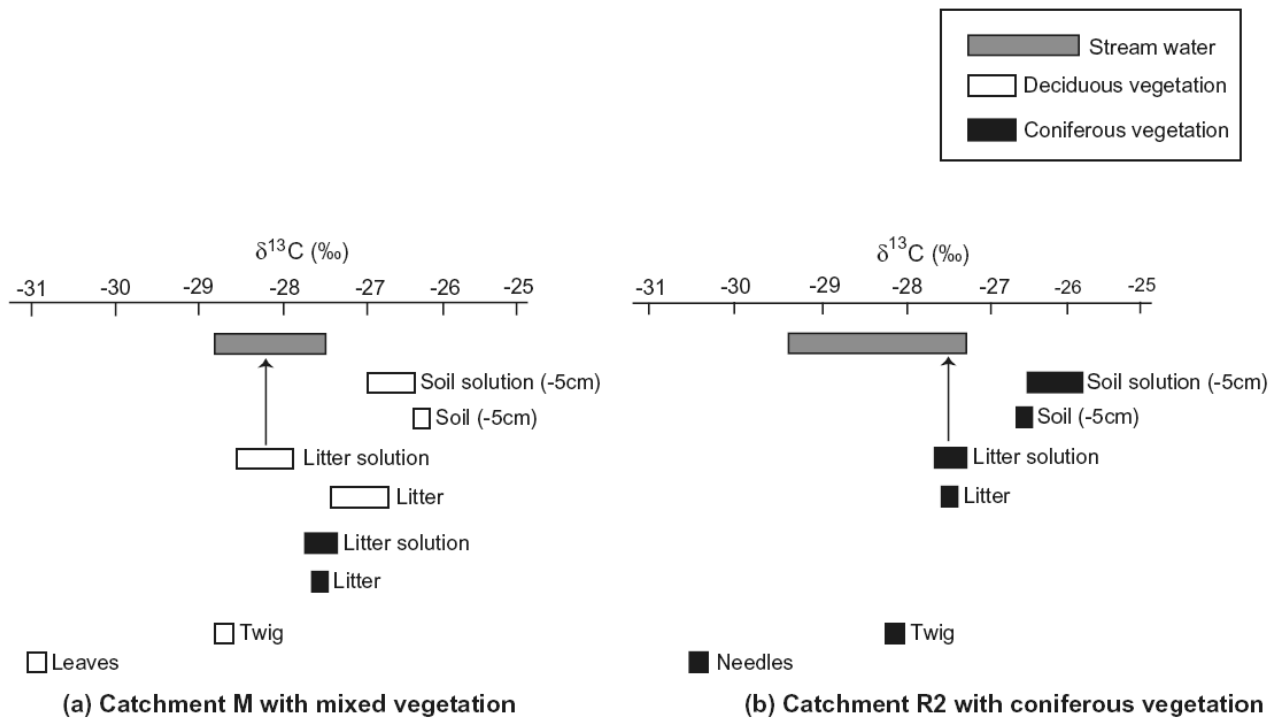 Stream water
Deciduous vegetation
Coniferous vegetation
δ13C (‰)
-31 -30 -29 -28 -27 -26 -25
Soil solution (-5cm)
Soil (-5cm)
Litter solution
Litter
Litter solution
Litter
Twig
Leaves
(a) Catchment M with mixed vegetation
δ13C (‰)
-31 -30 -29 -28 -27 -26 -25
Soil solution (-5cm)
Soil (-5cm)
Litter solution
Litter
Twig
Needles
(b) Catchment R2 with coniferous vegetation